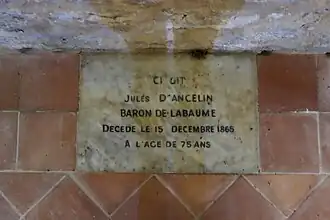 CI GIT
JULES D'ANCELIN
BARON DE LABAUME
DECEDE LE 15 DECEMBRE 1865
A L'AGE DE 75 ANS